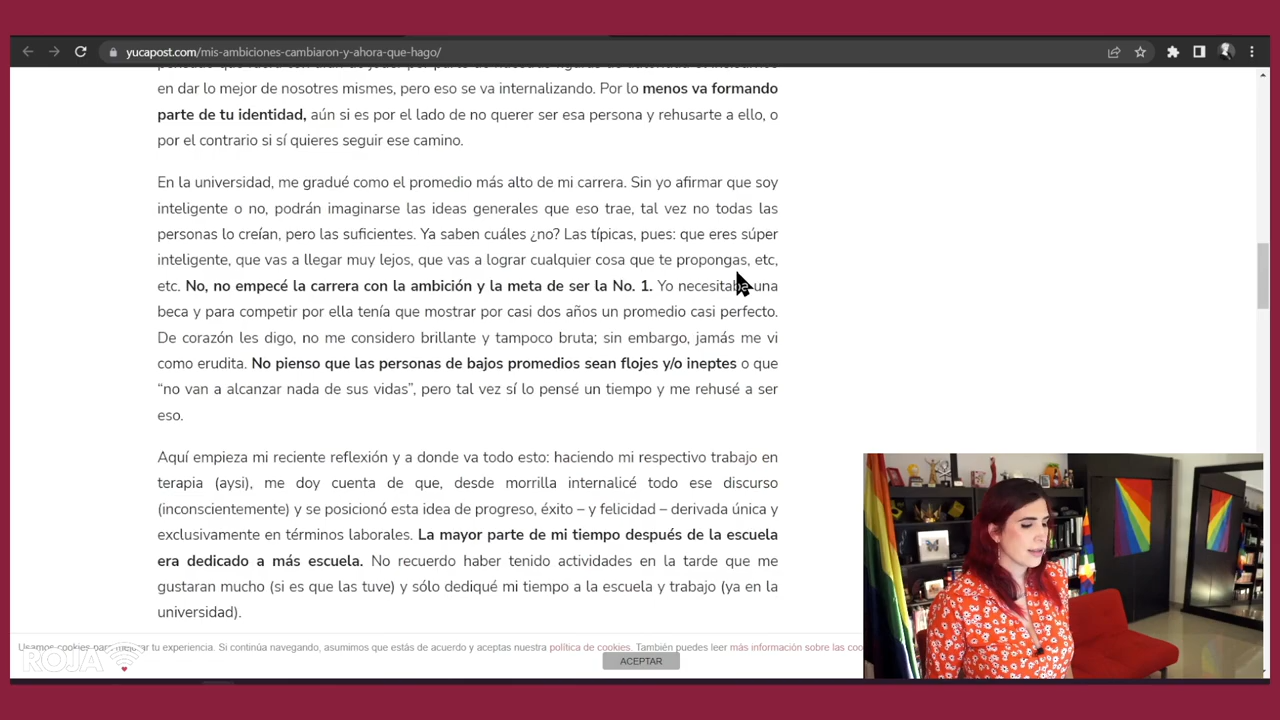 yucapost.com/mis-ambiciones-cambiaron-y-ahora-que-hago/
en dar lo mejor de nosotres mismes, pero eso se va internalizando. Por lo menos va formando
parte de tu identidad, aún si es por el lado de no querer ser esa persona y rehusarte a ello, o
por el contrario si sí quieres seguir ese camino.
En la universidad, me gradué como el promedio más alto de mi carrera. Sin yo afirmar que soy
inteligente o no, podrán imaginarse las ideas generales que eso trae, tal vez no todas las
personas lo creían, pero las suficientes. Ya saben cuáles ¿no? Las típicas, pues: que eres súper
inteligente, que vas a llegar muy lejos, que vas a lograr cualquier cosa que te propongas, etc,
etc. No, no empecé la carrera con la ambición y la meta de ser la No. 1. Yo necesitaba una
beca y para competir por ella tenía que mostrar por casi dos años un promedio casi perfecto.
De corazón les digo, no me considero brillante y tampoco bruta; sin embargo, jamás me vi
como erudita. No pienso que las personas de bajos promedios sean flojes y/o ineptes o que
“no van a alcanzar nada de sus vidas”, pero tal vez sí lo pensé un tiempo y me rehusé a ser
eso.
Aquí empieza mi reciente reflexión y a donde va todo esto: haciendo mi respectivo trabajo en
terapia (aysi), me doy cuenta de que, desde morrilla internalicé todo ese discurso
(inconscientemente) y se posicionó esta idea de progreso, éxito – y felicidad – derivada única y
exclusivamente en términos laborales. La mayor parte de mi tiempo después de la escuela
era dedicado a más escuela. No recuerdo haber tenido actividades en la tarde que me
gustaran mucho (si es que las tuve) y sólo dediqué mi tiempo a la escuela y trabajo (ya en la
universidad).
Usamos cookies para mejorar tu experiencia. Si continúa navegando, asumimos que estás de acuerdo y aceptas nuestra política de cookies. También puedes leer más información sobre las
ROJA
ACEPTAR